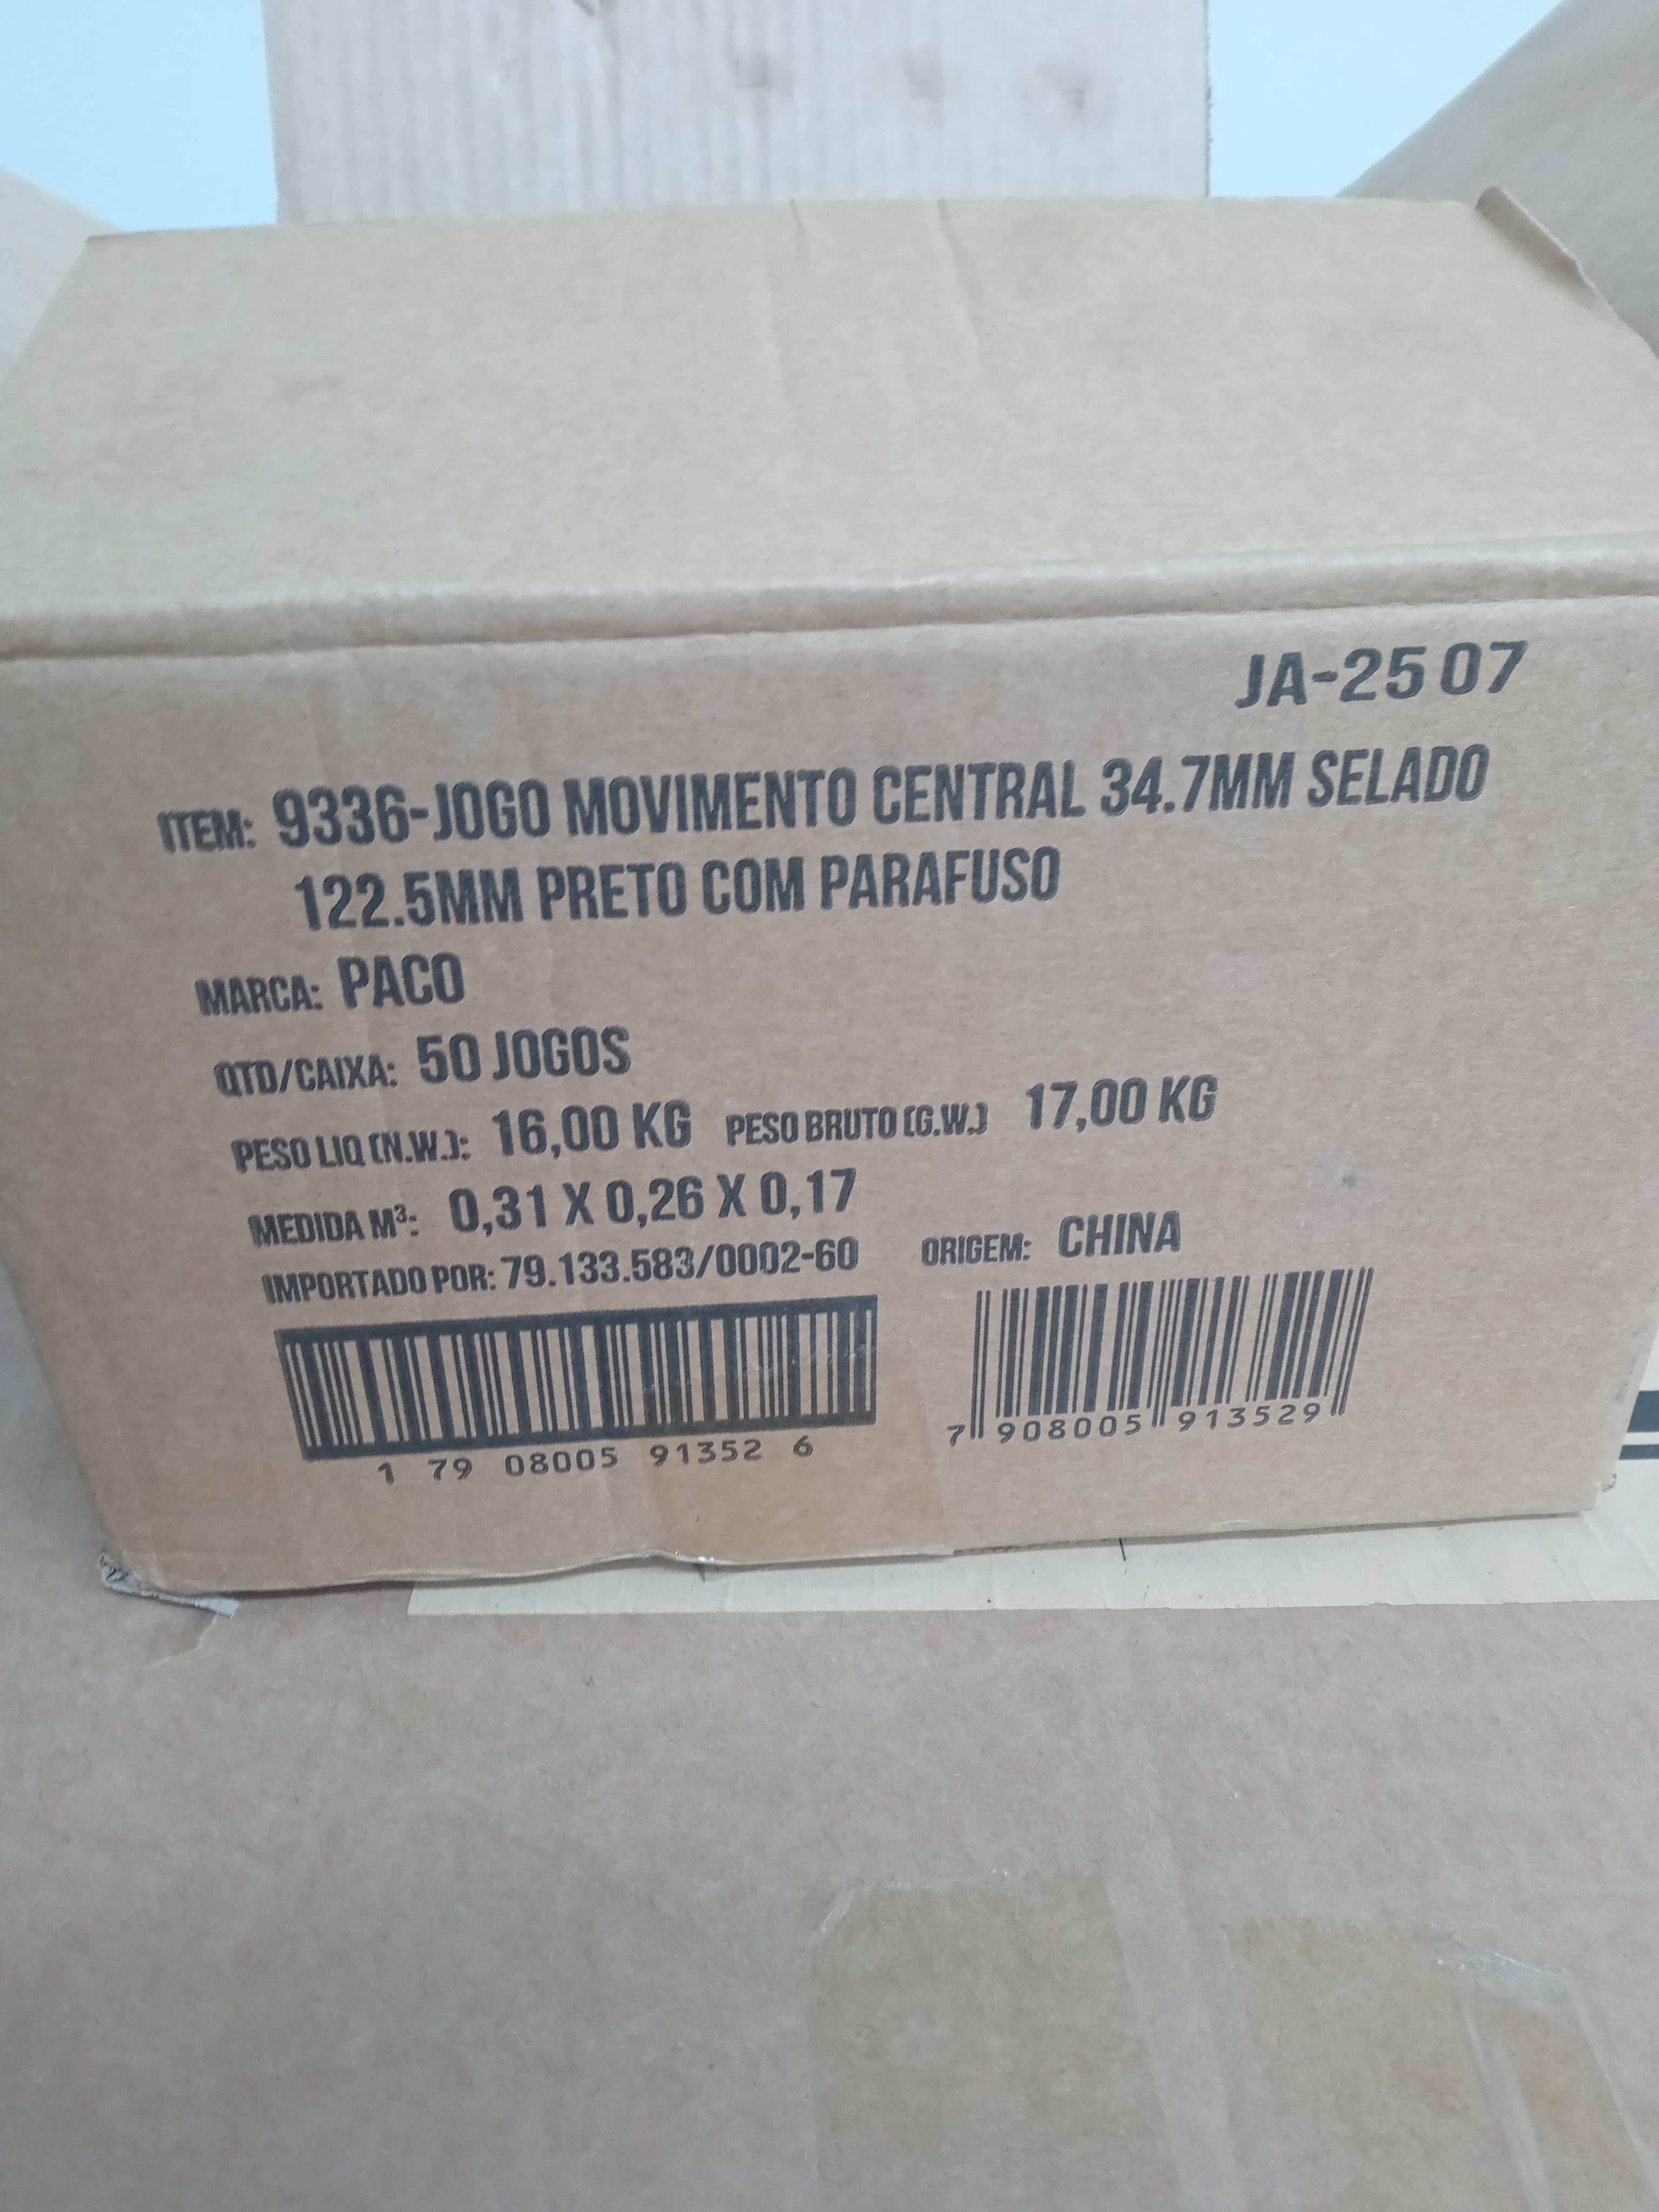 JA-2507
ITEM: 9336-JOGO MOVIMENTO CENTRAL 34.7MM SELADO
122.5MM PRETO COM PARAFUSO
MARCA: PACO
QTD/CAIXA: 50 JOGOS
PESO LIQ (N.W.): 16,00 KG PESO BRUTO (G.W.) 17,00 KG
MEDIDA M³: 0,31 X 0,26 X 0,17
IMPORTADO POR: 79.133.583/0002-60 ORIGEM: CHINA
1 79 08005 91352 6
7 908005 913529